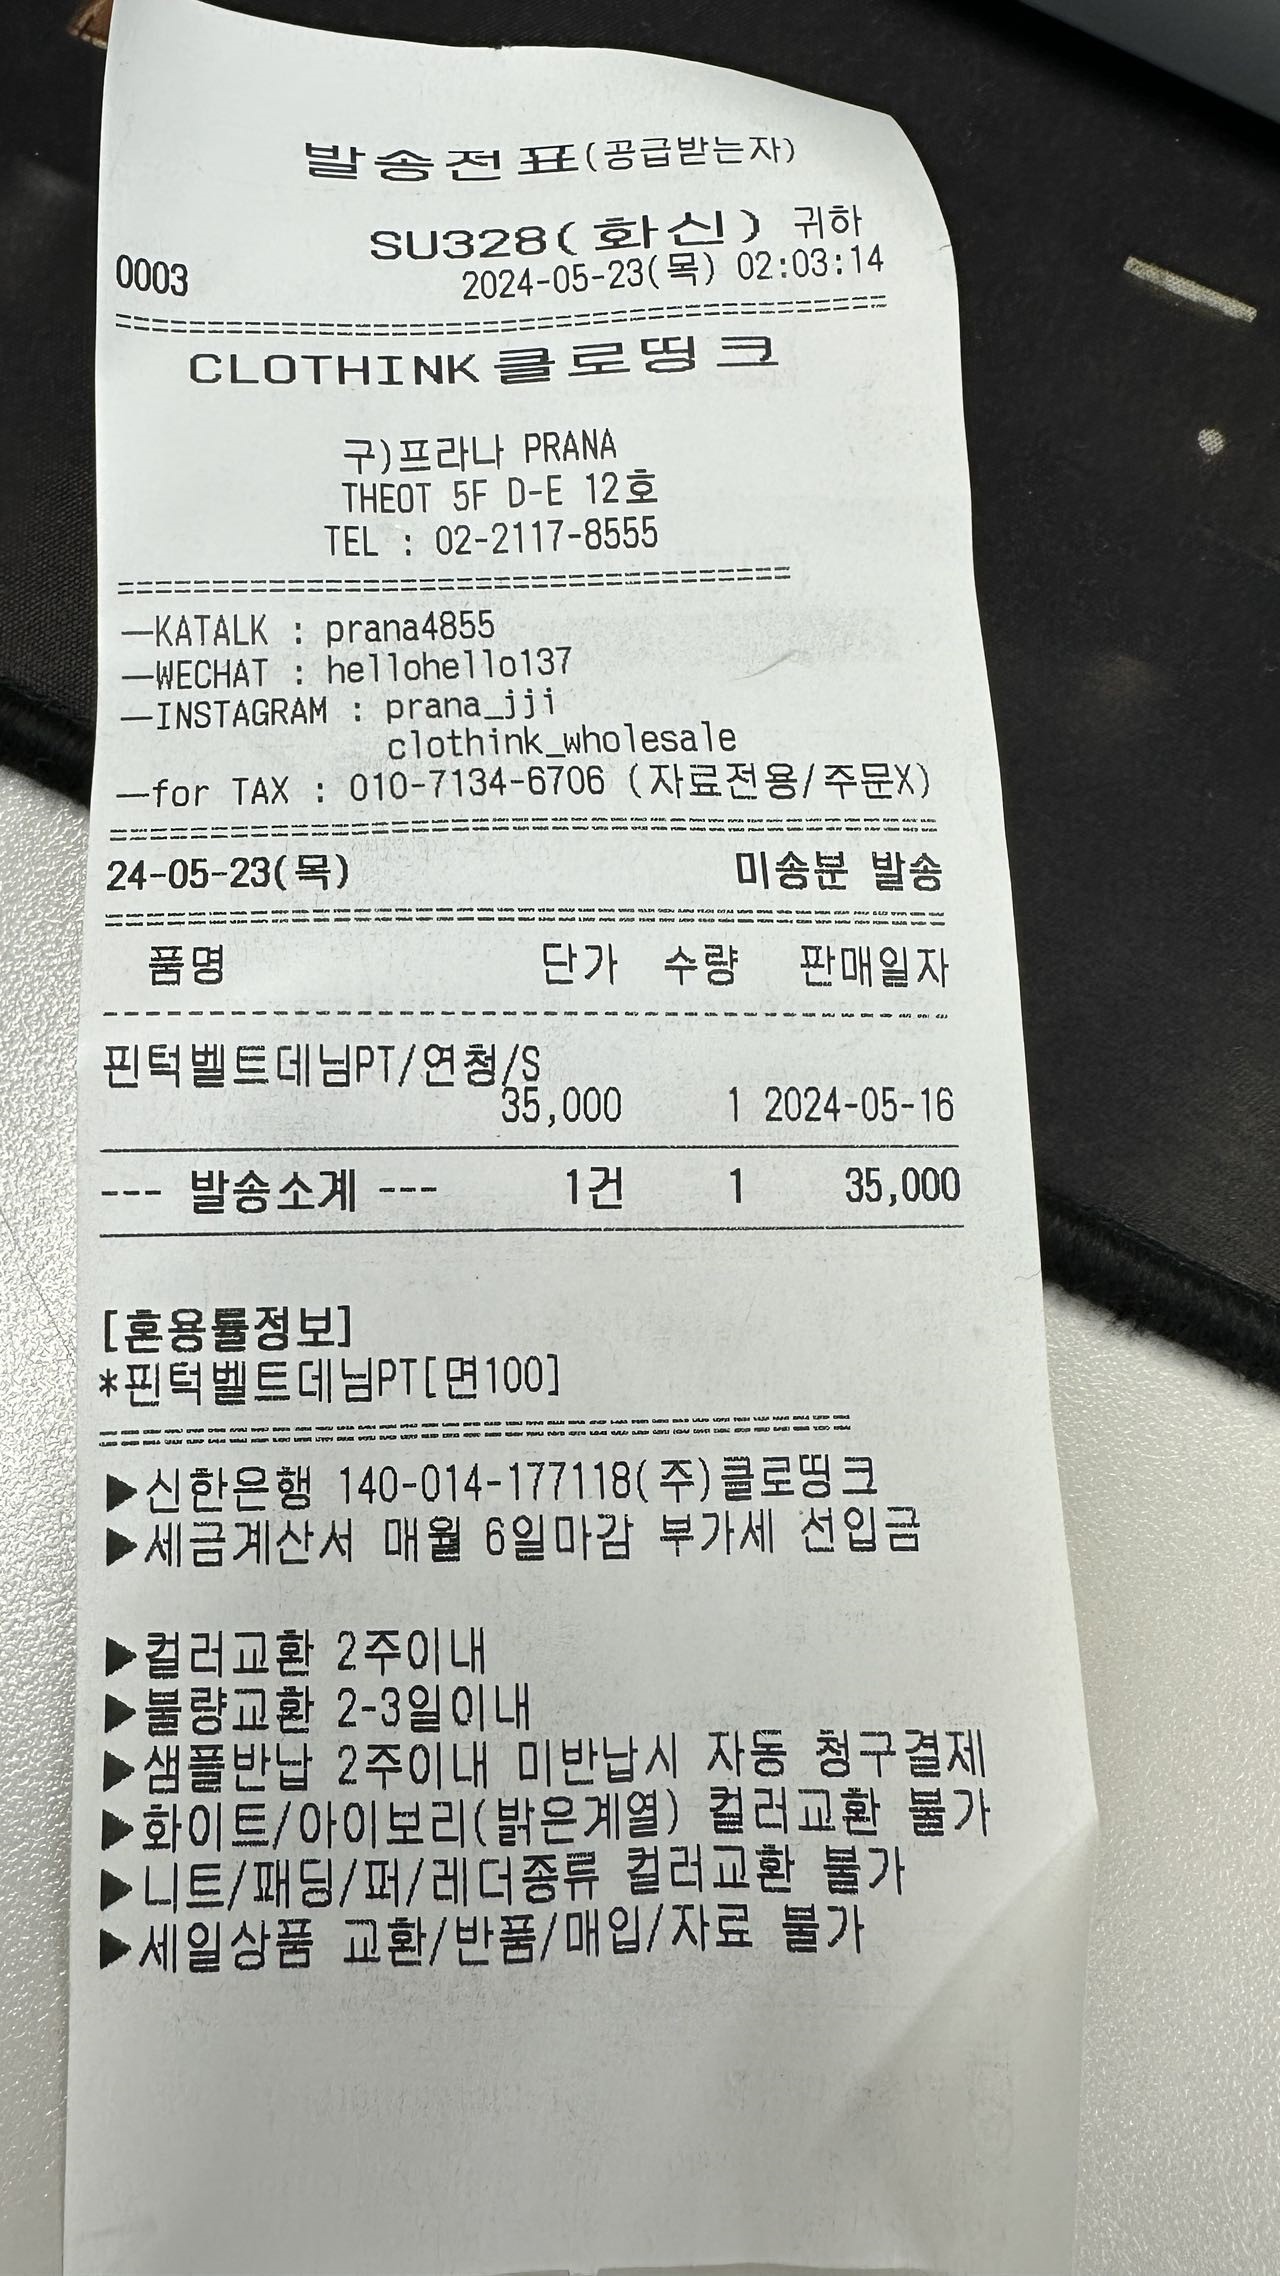 발송전표(공급받는자)
SU328(화신) 귀하
0003 2024-05-23(목) 02:03:14
======================================
CLOTHINK클로띵크
구)프라나 PRANA
THEOT 5F D-E 12호
TEL : 02-2117-8555
======================================
—KATALK : prana4855
—WECHAT : hellohello137
—INSTAGRAM : prana_jji
clothink_wholesale
—for TAX : 010-7134-6706 (자료전용/주문X)
======================================
24-05-23(목) 미송분 발송
======================================
품명 단가 수량 판매일자
--------------------------------------
핀턱벨트데님PT/연청/S
35,000 1 2024-05-16
--- 발송소계 --- 1건 1 35,000
[혼용률정보]
*핀턱벨트데님PT[면100]
======================================
▶신한은행 140-014-177118(주)클로띵크
▶세금계산서 매월 6일마감 부가세 선입금
▶컬러교환 2주이내
▶불량교환 2-3일이내
▶샘플반납 2주이내 미반납시 자동 청구결제
▶화이트/아이보리(밝은계열) 컬러교환 불가
▶니트/패딩/퍼/레더종류 컬러교환 불가
▶세일상품 교환/반품/매입/자료 불가